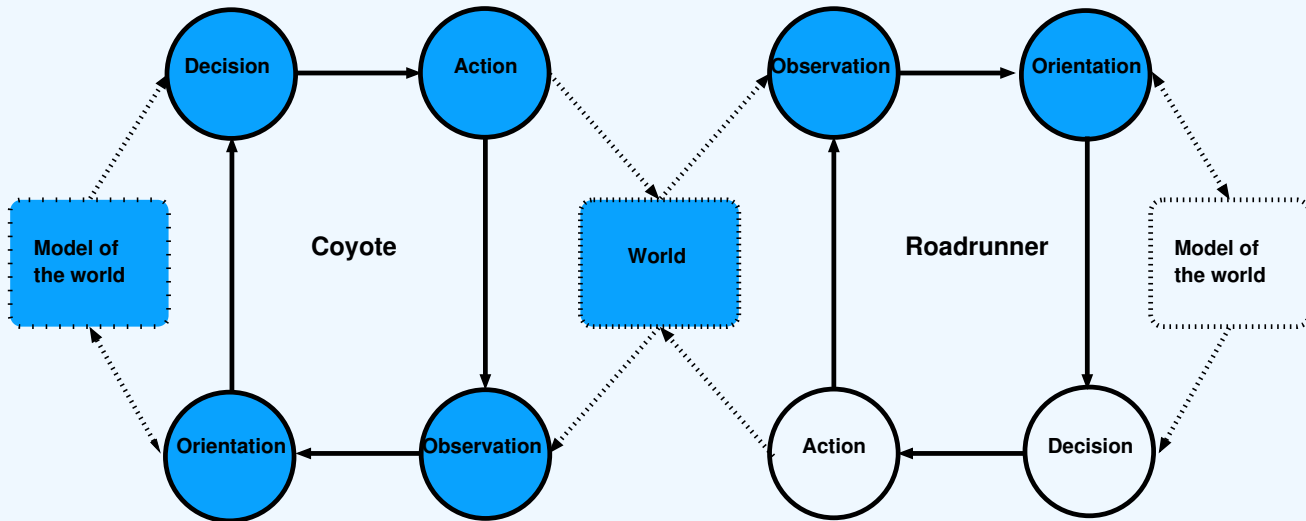 Decision
Action
Observation
Orientation
Model of
the world
Coyote
World
Roadrunner
Model of
the world
Orientation
Observation
Action
Decision